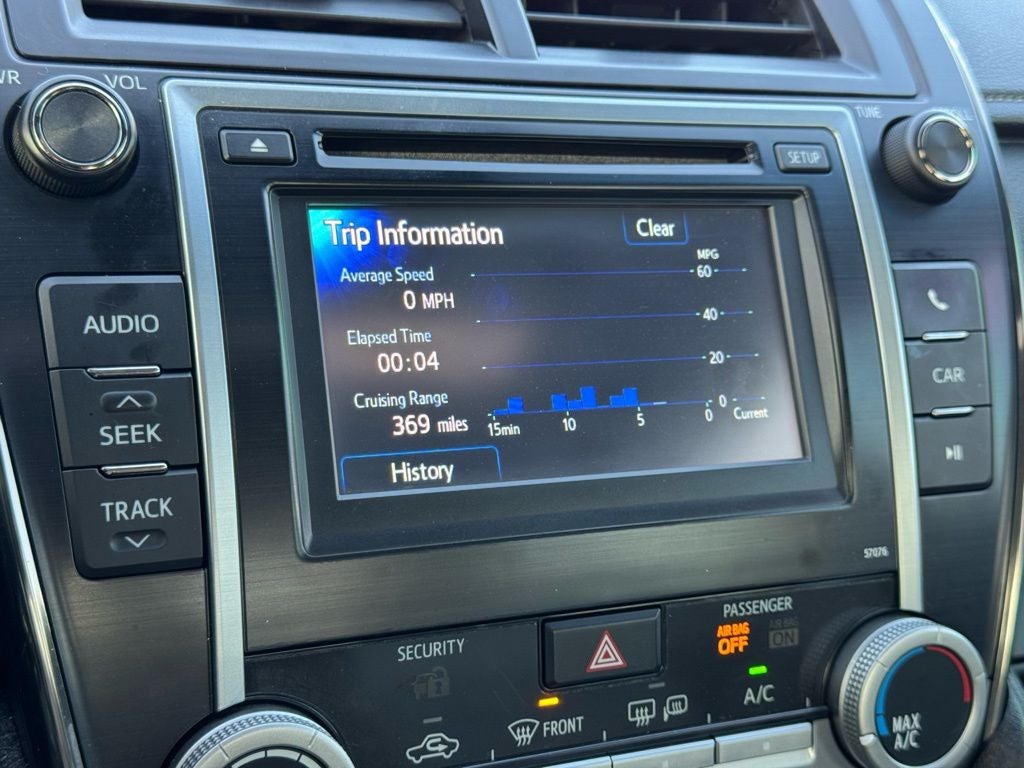 VOL
TUNE
SETUP
Trip Information
Clear
Average Speed
0 MPH
Elapsed Time
00:04
Cruising Range
369 miles
History
MPG
60
40
20
0
15min 10 5 0 Current
AUDIO
SEEK
TRACK
CAR
57076
SECURITY
PASSENGER
AIR BAG
OFF
AIR BAG
ON
FRONT
A/C
MAX
A/C